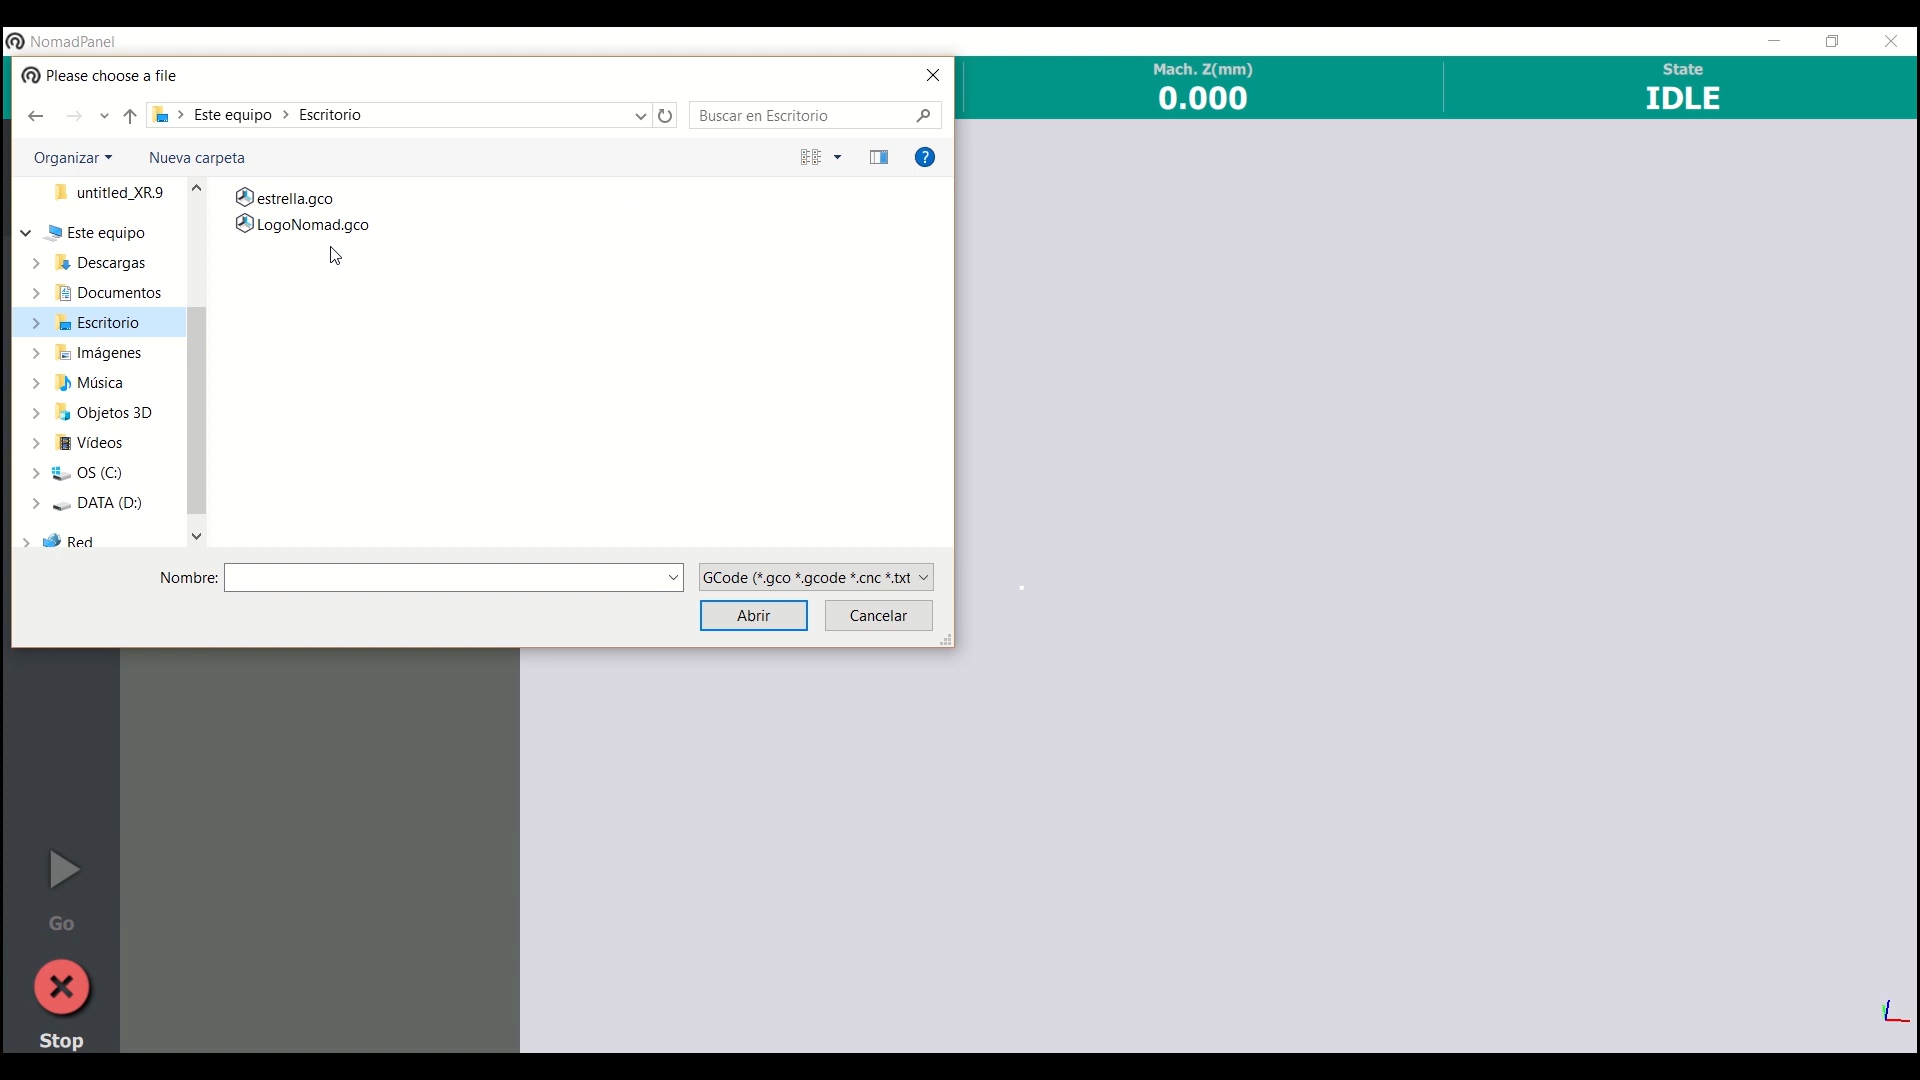 NomadPanel
Please choose a file
Mach. Z(mm)
0.000
State
IDLE
Este equipo
Escritorio
Buscar en Escritorio
Organizar
Nueva carpeta
?
untitled_XR.9
Este equipo
Descargas
Documentos
Escritorio
Imágenes
Música
Objetos 3D
Vídeos
OS (C:)
DATA (D:)
Red
estrella.gco
LogoNomad.gco
Nombre:
GCode (*.gco *.gcode *.cnc *.txt
Abrir
Cancelar
Go
Stop